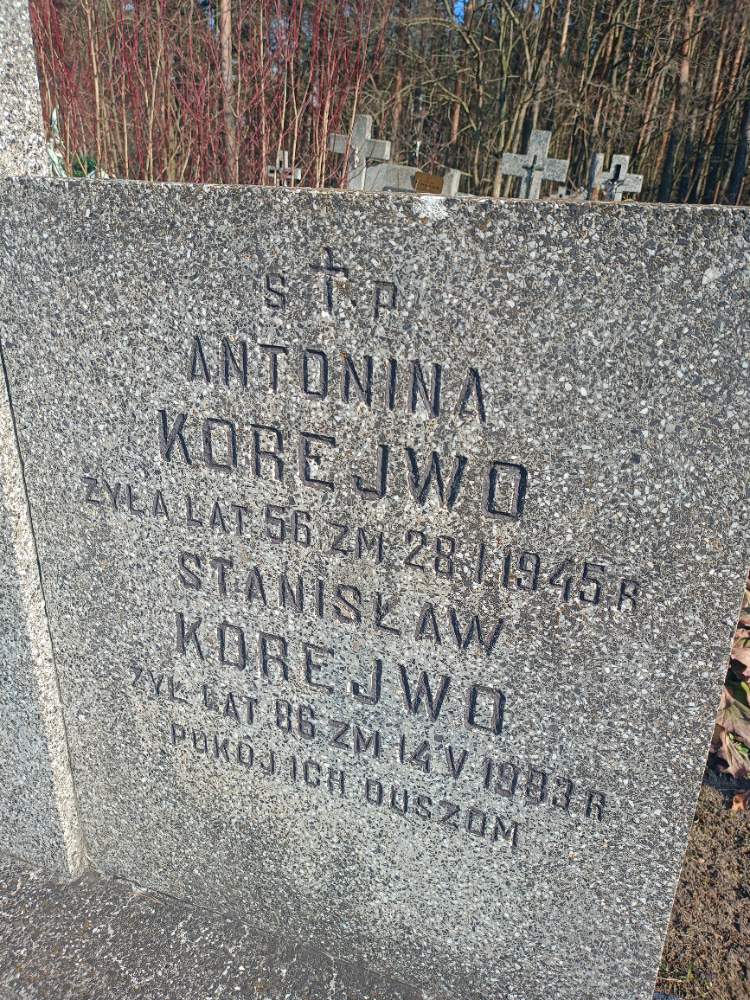 Ś † P
ANTONINA
KOREJWO
ŻYŁA LAT 56 ZM 28 I 1945 R
STANISŁAW
KOREJWO
ŻYŁ LAT 86 ZM 14 V 1983 R
POKÓJ ICH DUSZOM